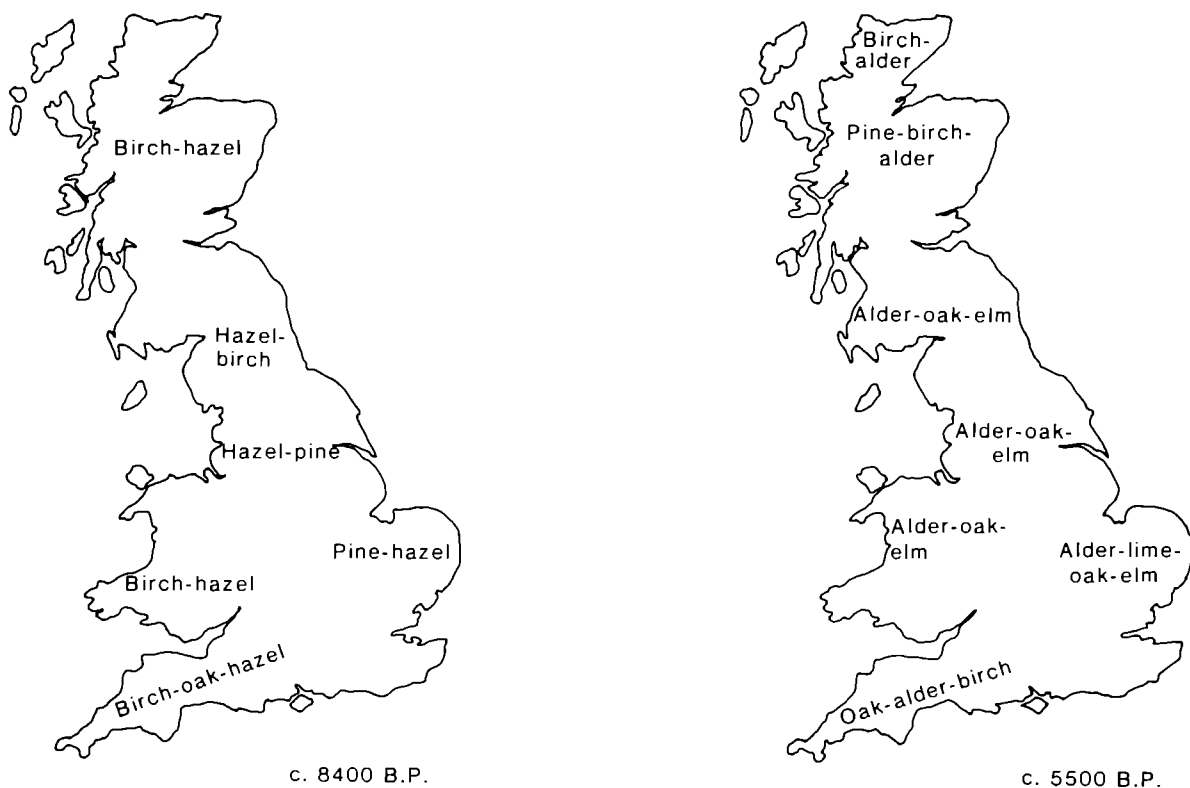 Birch-hazel
Hazel-
birch
Hazel-pine
Pine-hazel
Birch-hazel
Birch-oak-hazel
c. 8400 B.P.
Birch-
alder
Pine-birch-
alder
Alder-oak-elm
Alder-oak-
elm
Alder-oak-
elm
Alder-lime-
oak-elm
Oak-alder-birch
c. 5500 B.P.